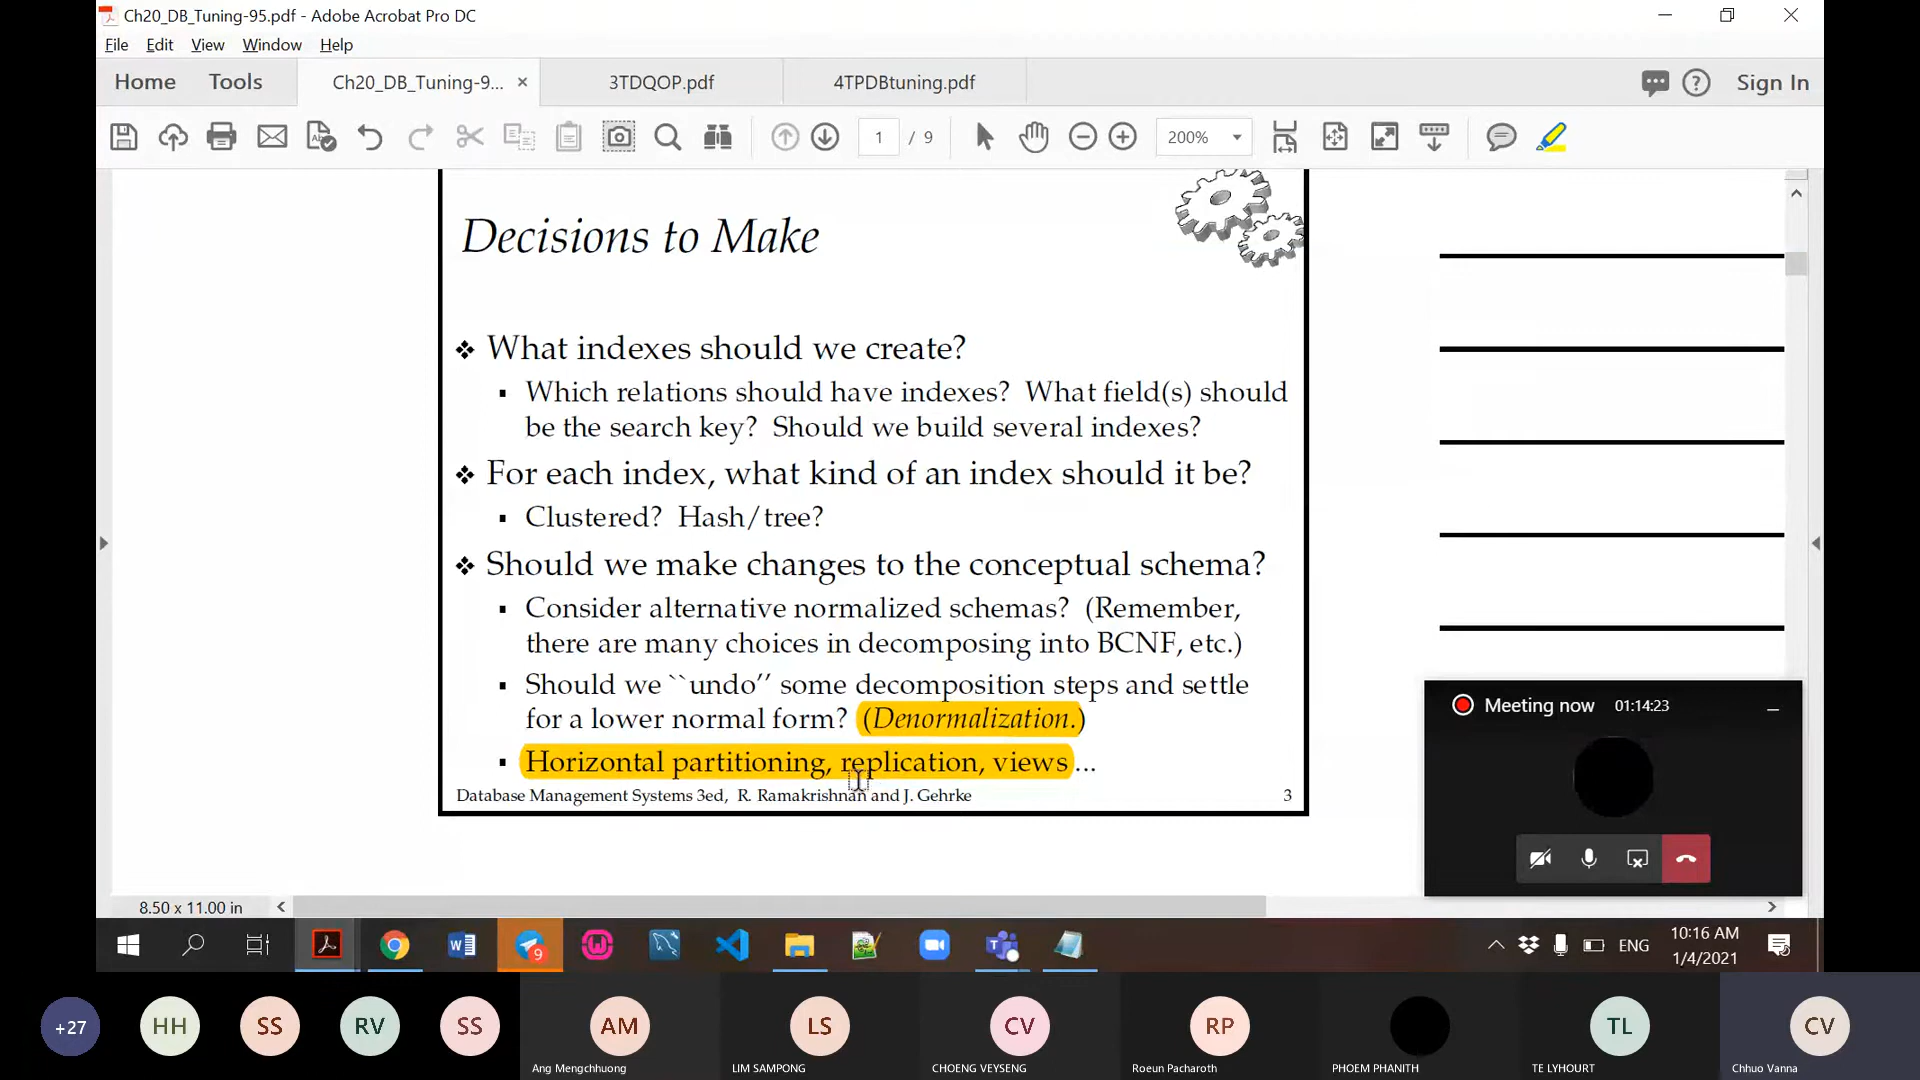 Ch20_DB_Tuning-95.pdf - Adobe Acrobat Pro DC
File Edit View Window Help
Home Tools Ch20_DB_Tuning-9... × 3TDQOP.pdf 4TPDBtuning.pdf Sign In
1 / 9 200%
Decisions to Make
❖ What indexes should we create?
▪ Which relations should have indexes? What field(s) should
be the search key? Should we build several indexes?
❖ For each index, what kind of an index should it be?
▪ Clustered? Hash/tree?
❖ Should we make changes to the conceptual schema?
▪ Consider alternative normalized schemas? (Remember,
there are many choices in decomposing into BCNF, etc.)
▪ Should we ``undo'' some decomposition steps and settle
for a lower normal form? (Denormalization.)
▪ Horizontal partitioning, replication, views ...
Database Management Systems 3ed, R. Ramakrishnan and J. Gehrke 3
Meeting now 01:14:23
8.50 x 11.00 in
9
ENG
10:16 AM
1/4/2021
+27 HH SS RV SS AM LS CV RP TL CV
Ang Mengchhuong LIM SAMPONG CHOENG VEYSENG Roeun Pacharoth PHOEM PHANITH TE LYHOURT Chhuo Vanna